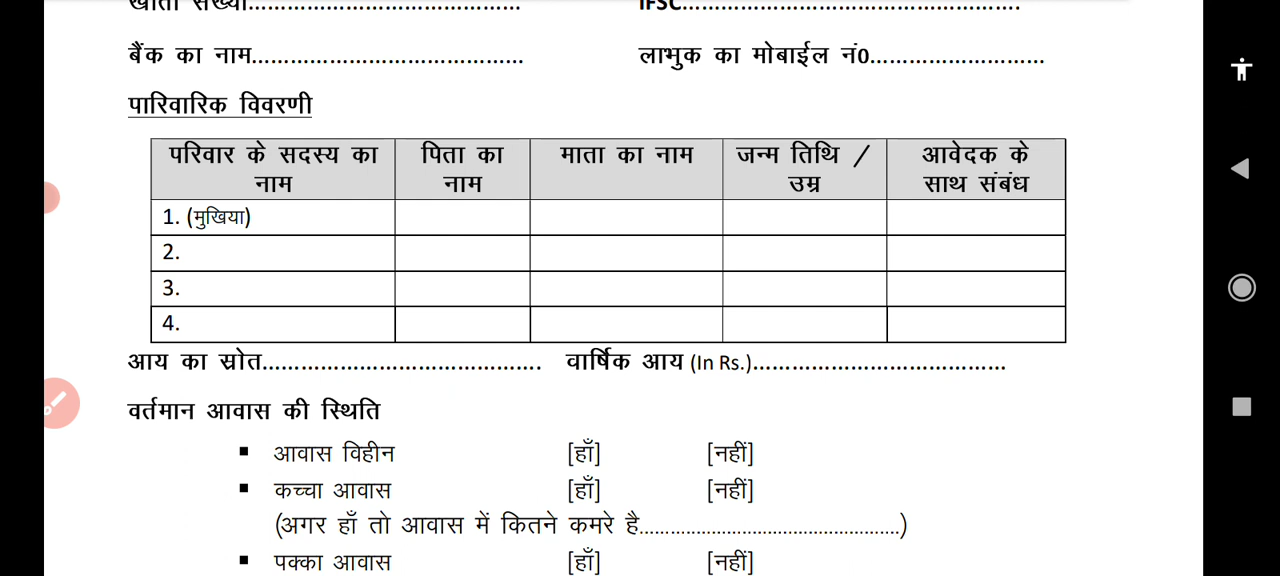 खाता संख्या................................................ IFSC..........................................................
बैंक का नाम.......................................... लाभुक का मोबाईल नं0...........................
पारिवारिक विवरणी
परिवार के सदस्य का नाम पिता का नाम माता का नाम जन्म तिथि / उम्र आवेदक के साथ संबंध
1. (मुखिया)
2.
3.
4.
आय का स्रोत........................................... वार्षिक आय (In Rs.).......................................
वर्तमान आवास की स्थिति
▪ आवास विहीन [हाँ] [नहीं]
▪ कच्चा आवास [हाँ] [नहीं]
(अगर हाँ तो आवास में कितने कमरे है.................................................)
▪ पक्का आवास [हाँ] [नहीं]